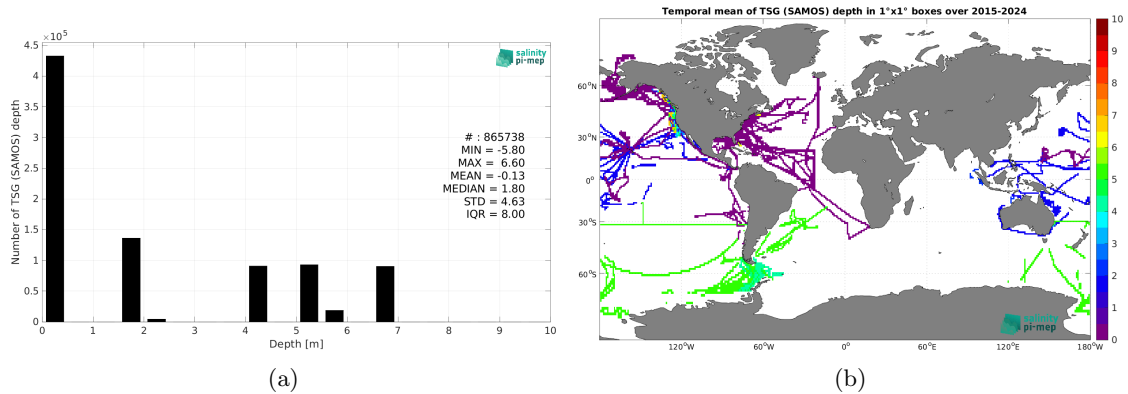 4.5
×10⁵
4
3.5
3
2.5
2
1.5
1
0.5
0
Number of TSG (SAMOS) depth
salinity
pi-mep
# : 865738
MIN = -5.80
MAX = 6.60
MEAN = -0.13
MEDIAN = 1.80
STD = 4.63
IQR = 8.00
0 1 2 3 4 5 6 7 8 9 10
Depth [m]
(a)
Temporal mean of TSG (SAMOS) depth in 1°x1° boxes over 2015-2024
60°N
30°N
0°
30°S
60°S
120°W 60°W 0°E 60°E 120°E 180°W
salinity
pi-mep
10
9
8
7
6
5
4
3
2
1
0
(b)